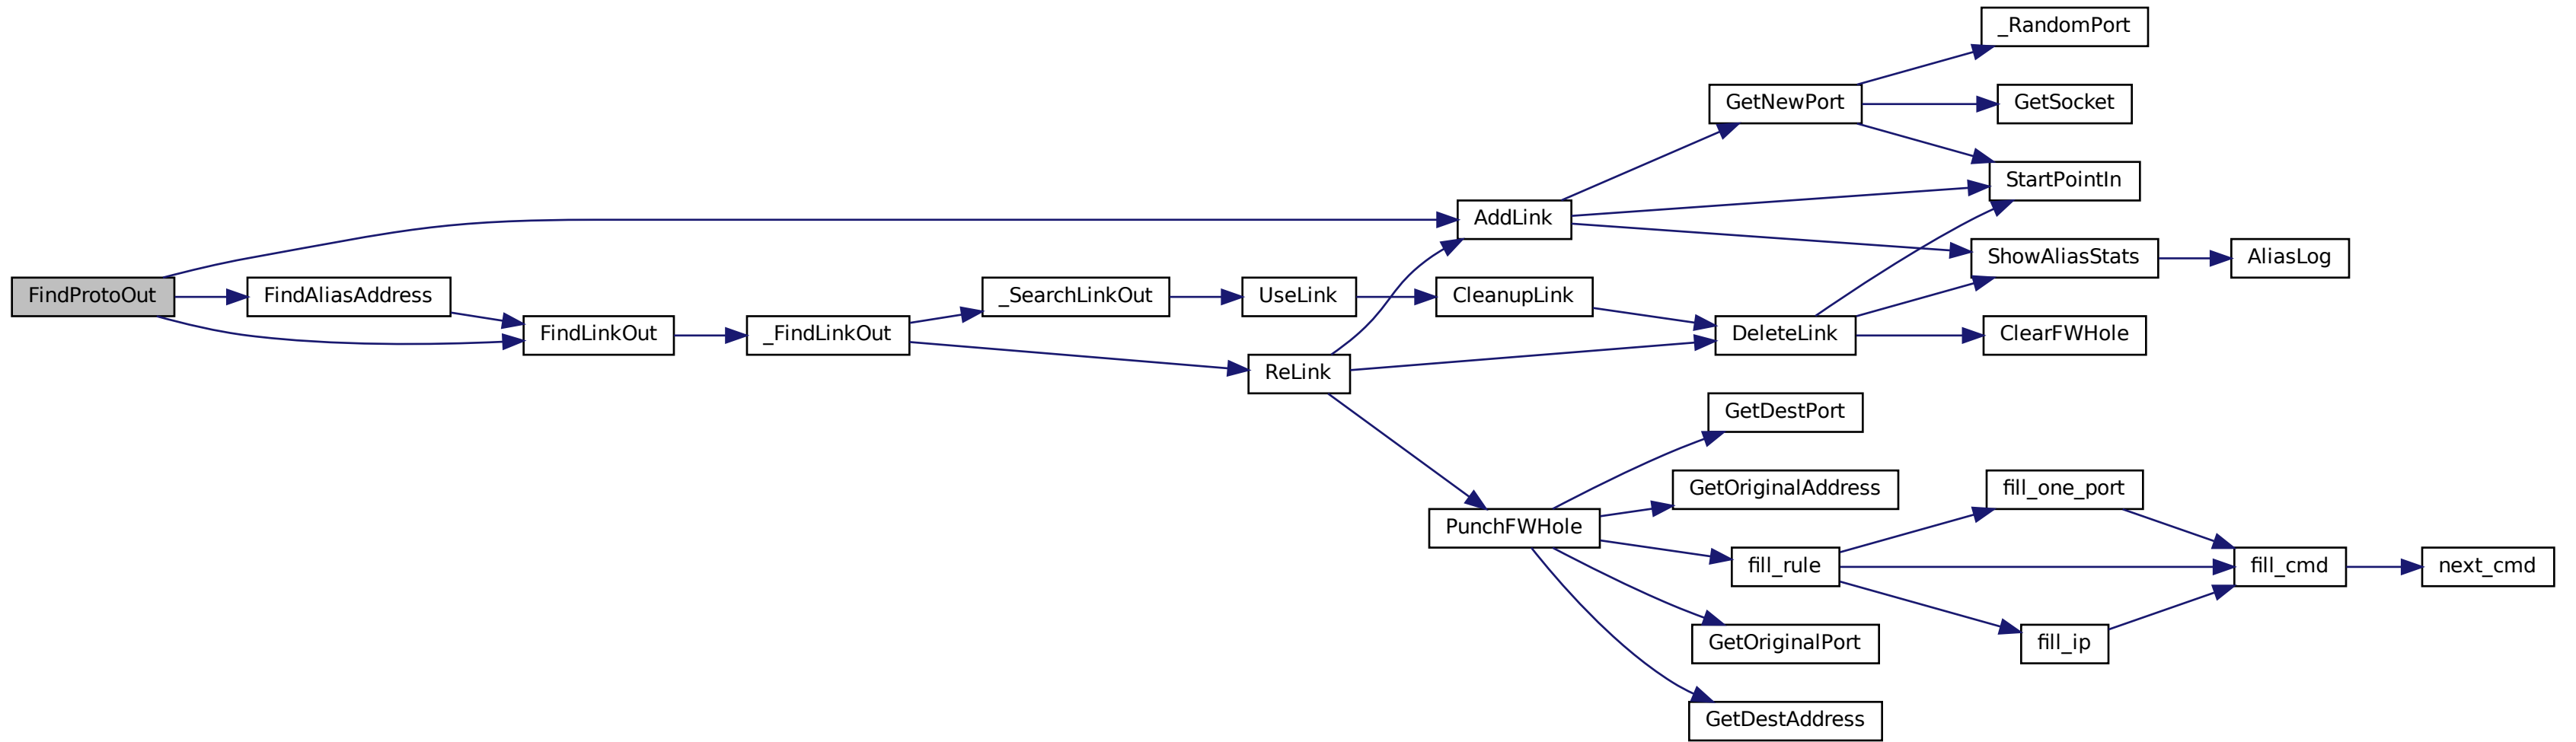 _RandomPort
GetNewPort
GetSocket
StartPointIn
AddLink
ShowAliasStats
AliasLog
FindProtoOut
FindAliasAddress
_SearchLinkOut
UseLink
CleanupLink
FindLinkOut
_FindLinkOut
DeleteLink
ClearFWHole
ReLink
GetDestPort
GetOriginalAddress
fill_one_port
PunchFWHole
fill_rule
fill_cmd
next_cmd
GetOriginalPort
fill_ip
GetDestAddress